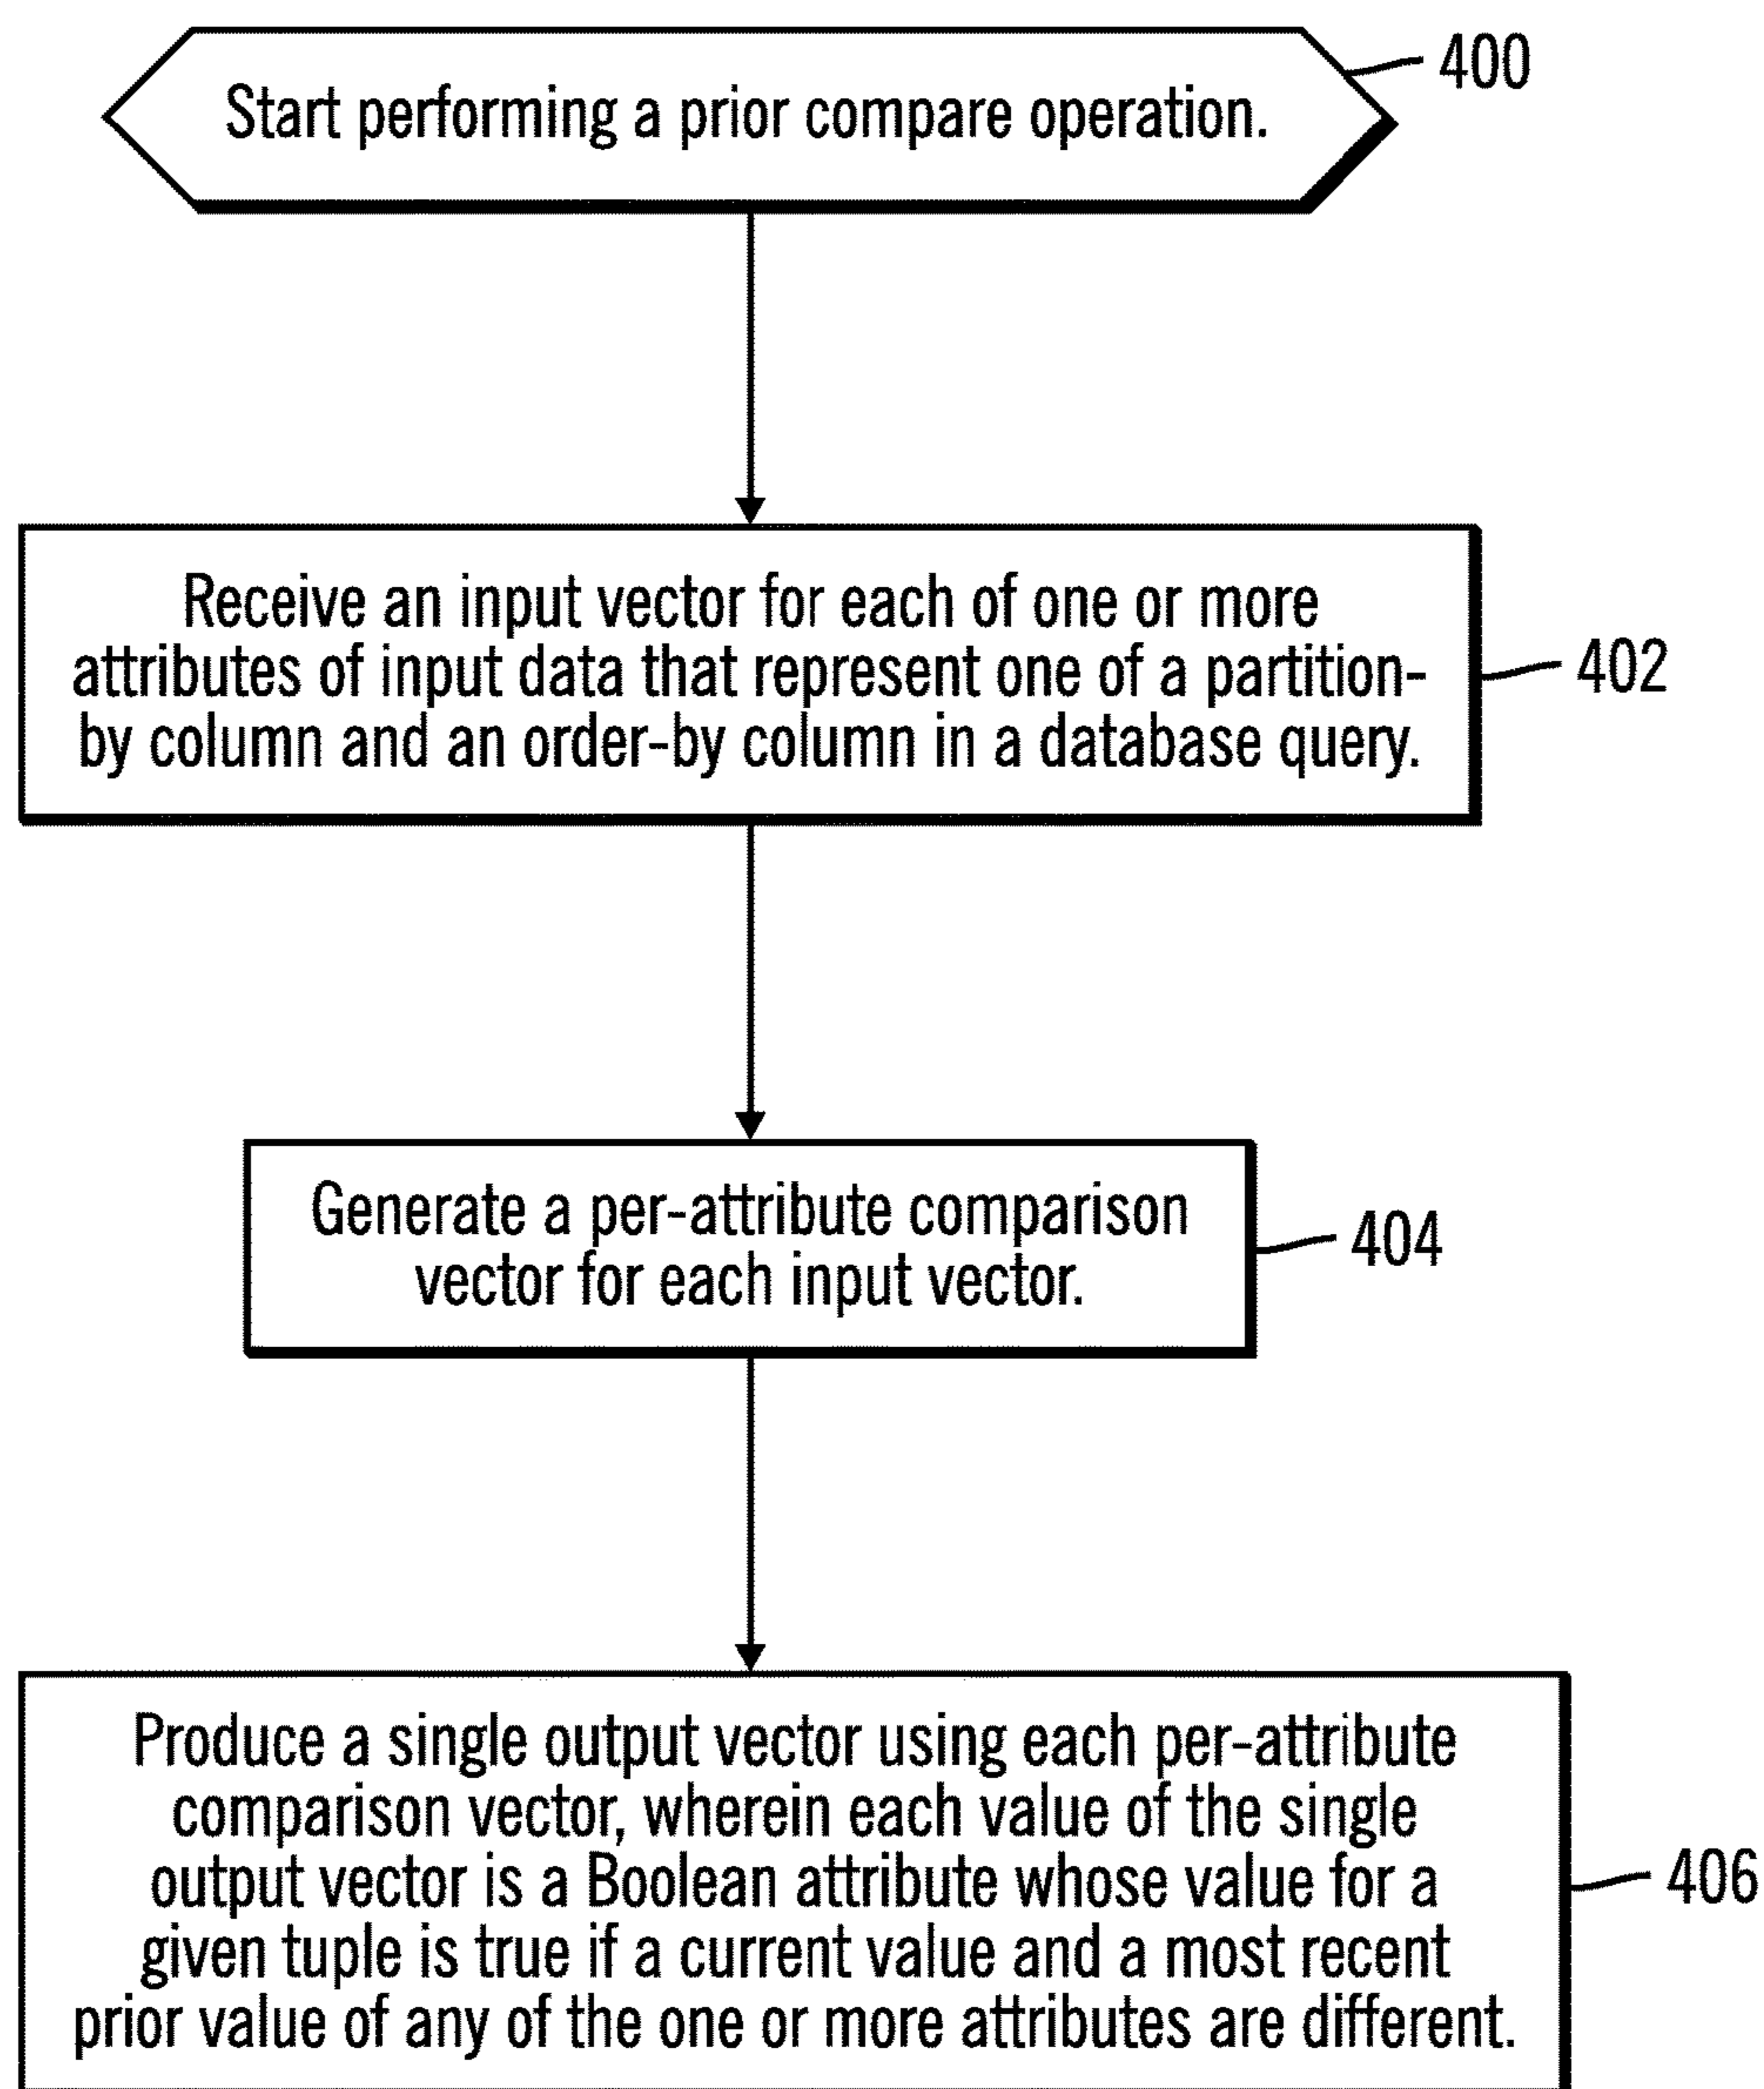 Start performing a prior compare operation.
400
Receive an input vector for each of one or more
attributes of input data that represent one of a partition-
by column and an order-by column in a database query.
402
Generate a per-attribute comparison
vector for each input vector.
404
Produce a single output vector using each per-attribute
comparison vector, wherein each value of the single
output vector is a Boolean attribute whose value for a
given tuple is true if a current value and a most recent
prior value of any of the one or more attributes are different.
406